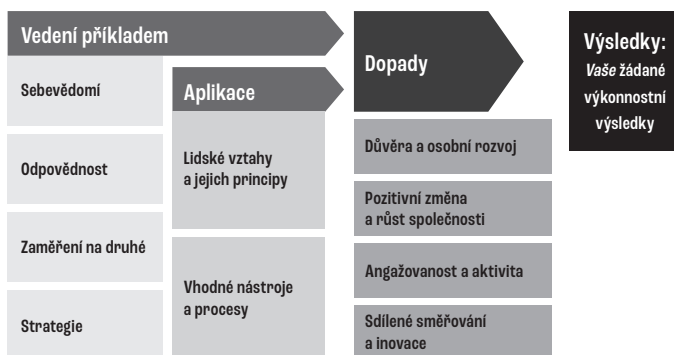 Vedení příkladem
Sebevědomí
Odpovědnost
Zaměření na druhé
Strategie
Aplikace
Lidské vztahy
a jejich principy
Vhodné nástroje
a procesy
Dopady
Důvěra a osobní rozvoj
Pozitivní změna
a růst společnosti
Angažovanost a aktivita
Sdílené směřování
a inovace
Výsledky:
Vaše žádané
výkonnostní
výsledky